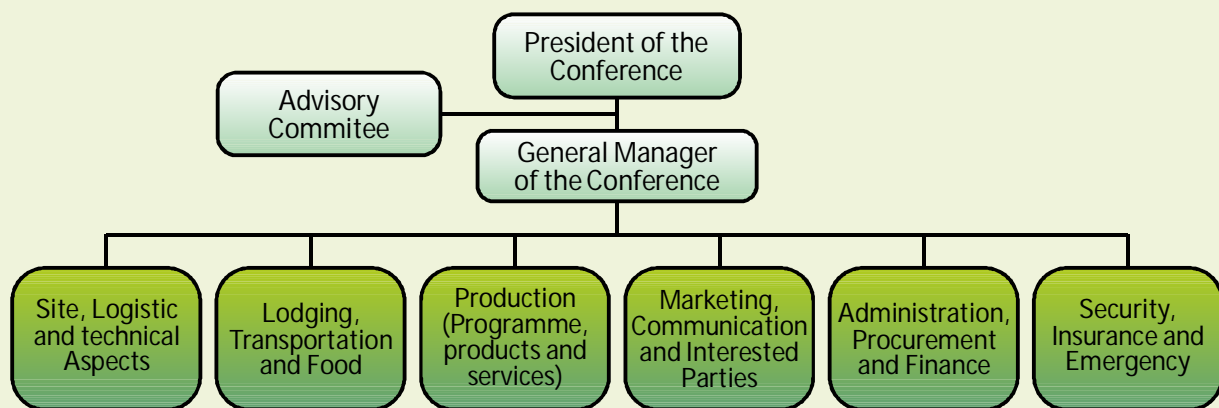 President of the
Conference
Advisory
Commitee
General Manager
of the Conference
Site, Logistic
and technical
Aspects
Lodging,
Transportation
and Food
Production
(Programme,
products and
services)
Marketing,
Communication
and Interested
Parties
Administration,
Procurement
and Finance
Security,
Insurance and
Emergency